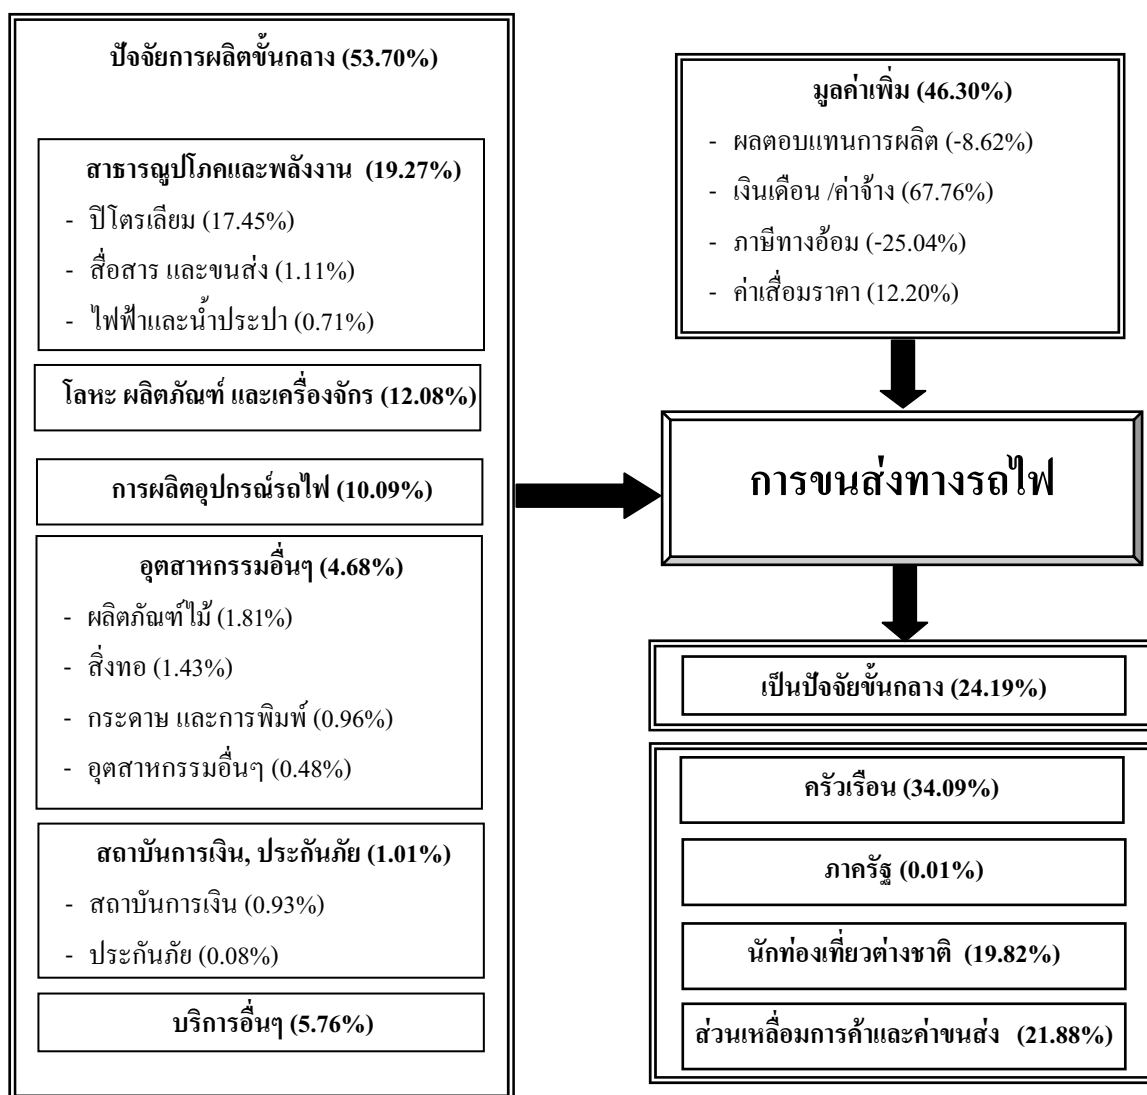 ปัจจัยการผลิตขั้นกลาง (53.70%)
สาธารณูปโภคและพลังงาน (19.27%)
- ปิโตรเลียม (17.45%)
- สื่อสาร และขนส่ง (1.11%)
- ไฟฟ้าและน้ำประปา (0.71%)
โลหะ ผลิตภัณฑ์ และเครื่องจักร (12.08%)
การผลิตอุปกรณ์รถไฟ (10.09%)
อุตสาหกรรมอื่นๆ (4.68%)
- ผลิตภัณฑ์ไม้ (1.81%)
- สิ่งทอ (1.43%)
- กระดาษ และการพิมพ์ (0.96%)
- อุตสาหกรรมอื่นๆ (0.48%)
สถาบันการเงิน, ประกันภัย (1.01%)
- สถาบันการเงิน (0.93%)
- ประกันภัย (0.08%)
บริการอื่นๆ (5.76%)
มูลค่าเพิ่ม (46.30%)
- ผลตอบแทนการผลิต (-8.62%)
- เงินเดือน /ค่าจ้าง (67.76%)
- ภาษีทางอ้อม (-25.04%)
- ค่าเสื่อมราคา (12.20%)
การขนส่งทางรถไฟ
เป็นปัจจัยขั้นกลาง (24.19%)
ครัวเรือน (34.09%)
ภาครัฐ (0.01%)
นักท่องเที่ยวต่างชาติ (19.82%)
ส่วนเหลื่อมการค้าและค่าขนส่ง (21.88%)